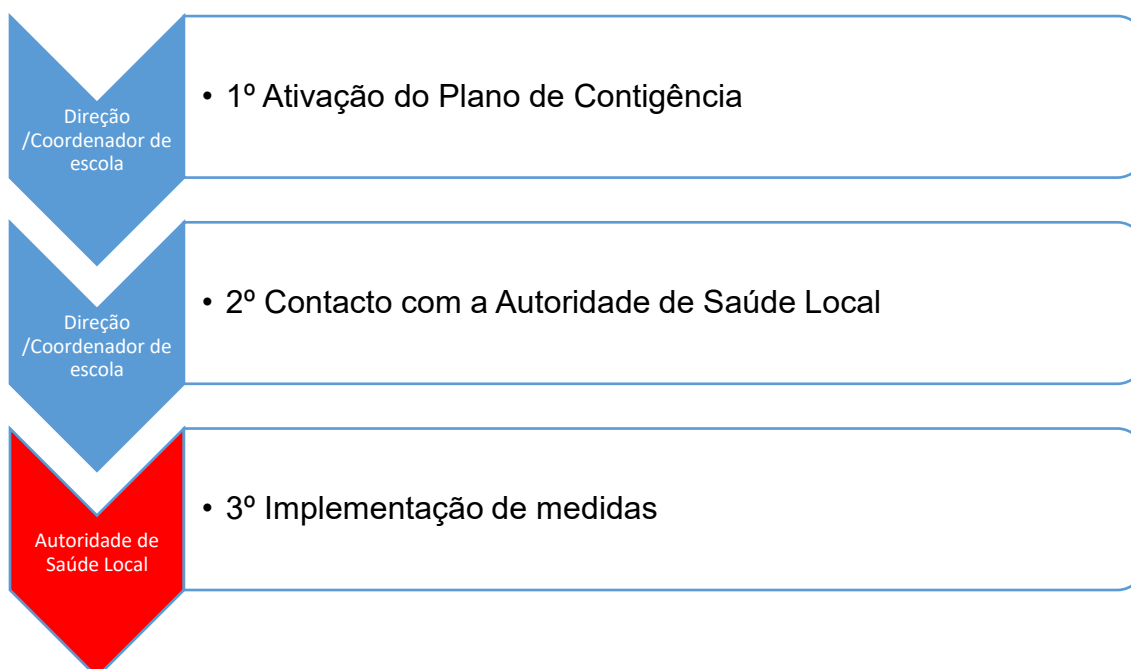 Direção
/Coordenador de
escola
• 1º Ativação do Plano de Contigência
Direção
/Coordenador de
escola
• 2º Contacto com a Autoridade de Saúde Local
Autoridade de
Saúde Local
• 3º Implementação de medidas